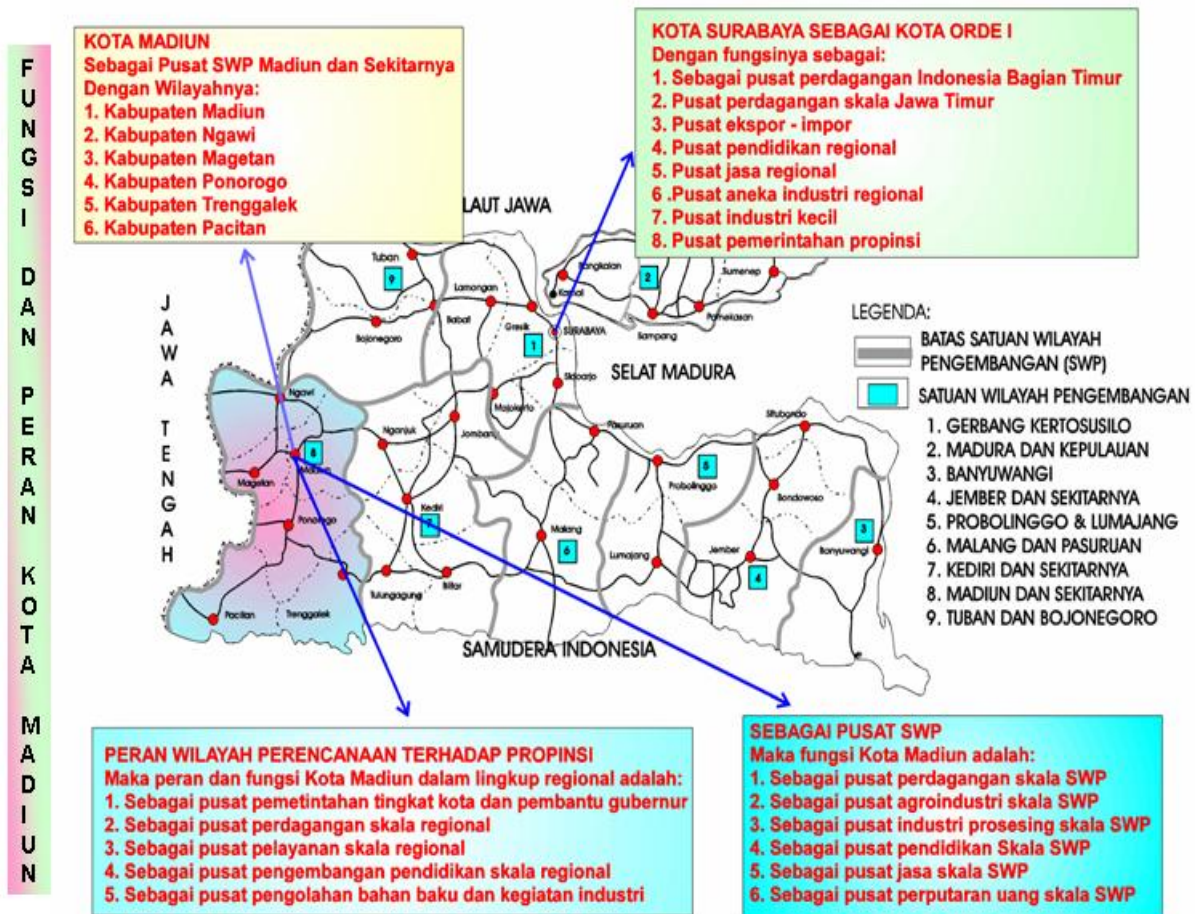 FUNGSI DAN PERAN KOTA MADIUN
KOTA MADIUN
Sebagai Pusat SWP Madiun dan Sekitarnya
Dengan Wilayahnya:
1. Kabupaten Madiun
2. Kabupaten Ngawi
3. Kabupaten Magetan
4. Kabupaten Ponorogo
5. Kabupaten Trenggalek
6. Kabupaten Pacitan
KOTA SURABAYA SEBAGAI KOTA ORDE I
Dengan fungsinya sebagai:
1. Sebagai pusat perdagangan Indonesia Bagian Timur
2. Pusat perdagangan skala Jawa Timur
3. Pusat ekspor - impor
4. Pusat pendidikan regional
5. Pusat jasa regional
6 .Pusat aneka industri regional
7. Pusat industri kecil
8. Pusat pemerintahan propinsi
LAUT JAWA
JAWA TENGAH
SELAT MADURA
SAMUDERA INDONESIA
Tuban
9
Lamongan
Babat
Bojonegoro
Gresik
SURABAYA
1
Bangkalan
Kamal
2
Sumenep
Pamekasan
Sampang
Sidoarjo
Mojokerto
Jombang
Nganjuk
Ngawi
8
Madiun
Magetan
Ponorogo
Pacitan
Trenggalek
Tulungagung
Blitar
Kediri
7
Malang
6
Pasuruan
Probolinggo
5
Lumajang
Jember
4
Bondowoso
Situbondo
3
Banyuwangi
LEGENDA:
BATAS SATUAN WILAYAH
PENGEMBANGAN (SWP)
SATUAN WILAYAH PENGEMBANGAN
1. GERBANG KERTOSUSILO
2. MADURA DAN KEPULAUAN
3. BANYUWANGI
4. JEMBER DAN SEKITARNYA
5. PROBOLINGGO & LUMAJANG
6. MALANG DAN PASURUAN
7. KEDIRI DAN SEKITARNYA
8. MADIUN DAN SEKITARNYA
9. TUBAN DAN BOJONEGORO
PERAN WILAYAH PERENCANAAN TERHADAP PROPINSI
Maka peran dan fungsi Kota Madiun dalam lingkup regional adalah:
1. Sebagai pusat pemetintahan tingkat kota dan pembantu gubernur
2. Sebagai pusat perdagangan skala regional
3. Sebagai pusat pelayanan skala regional
4. Sebagai pusat pengembangan pendidikan skala regional
5. Sebagai pusat pengolahan bahan baku dan kegiatan industri
SEBAGAI PUSAT SWP
Maka fungsi Kota Madiun adalah:
1. Sebagai pusat perdagangan skala SWP
2. Sebagai pusat agroindustri skala SWP
3. Sebagai pusat industri prosesing skala SWP
4. Sebagai pusat pendidikan Skala SWP
5. Sebagai pusat jasa skala SWP
6. Sebagai pusat perputaran uang skala SWP